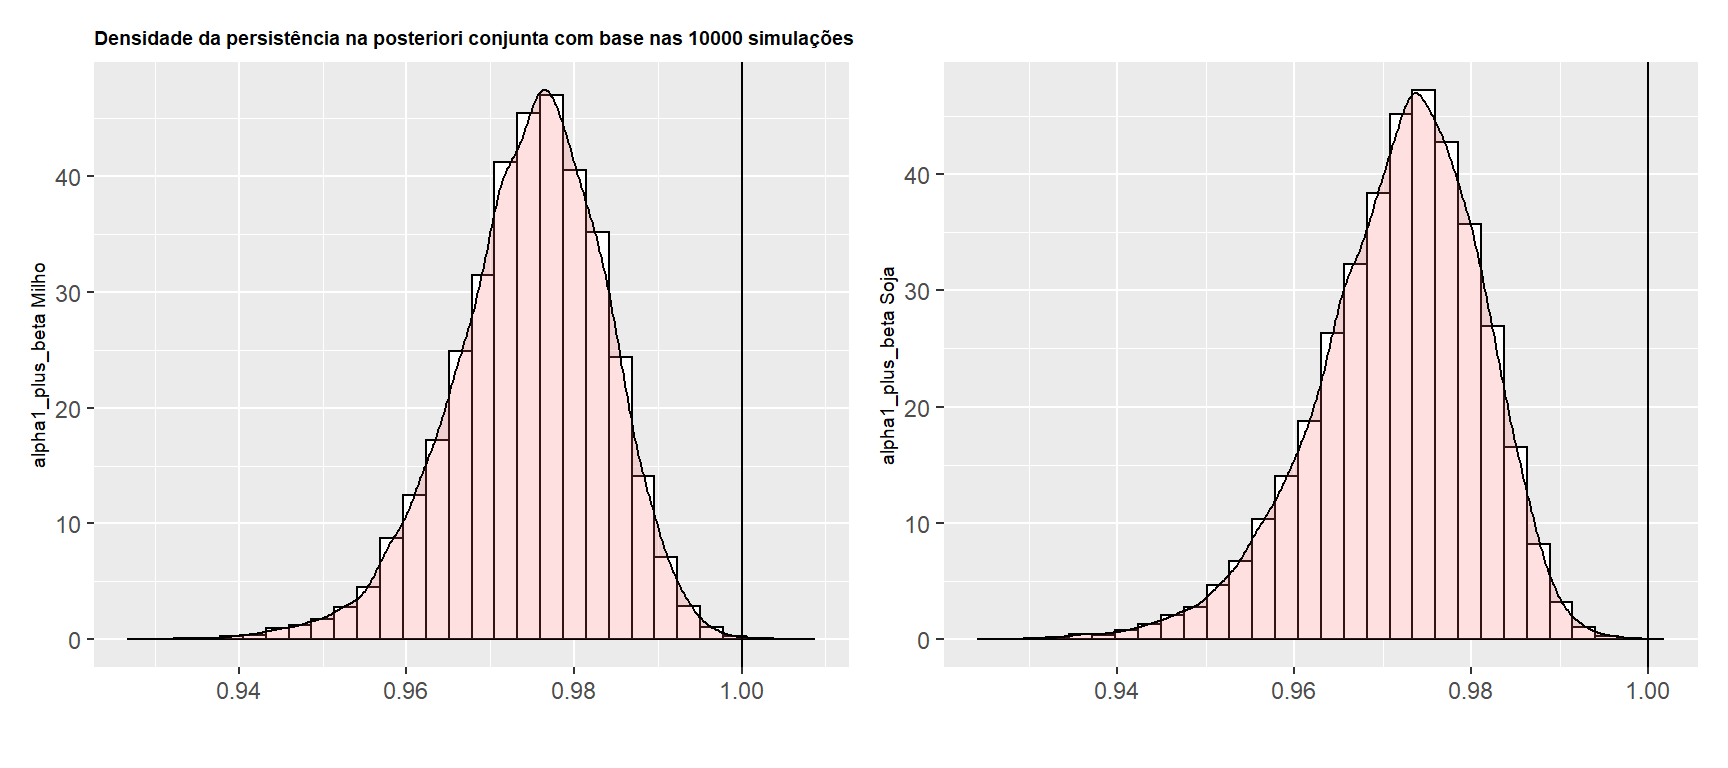 Densidade da persistência na posteriori conjunta com base nas 10000 simulações
alpha1_plus_beta Milho
40
30
20
10
0
0.94 0.96 0.98 1.00
alpha1_plus_beta Soja
40
30
20
10
0
0.94 0.96 0.98 1.00